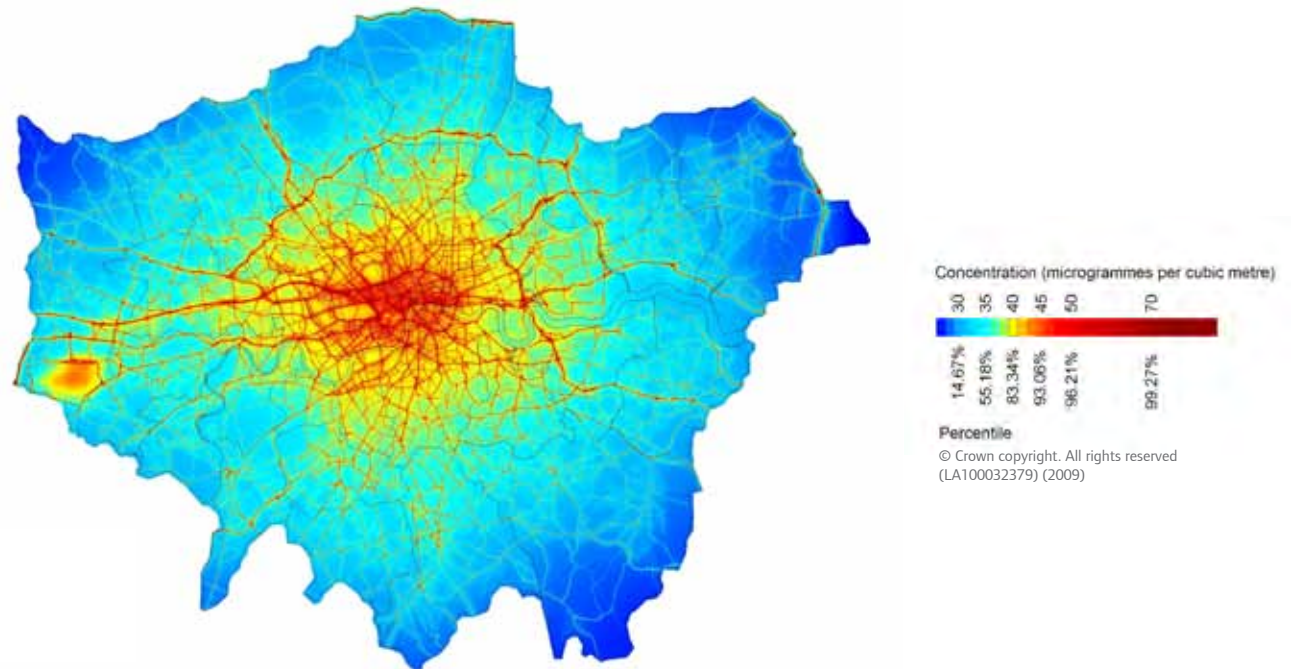 Concentration (microgrammes per cubic metre)
30 35 40 45 50 70
14.67% 55.18% 83.34% 93.06% 96.21% 99.27%
Percentile
© Crown copyright. All rights reserved
(LA100032379) (2009)